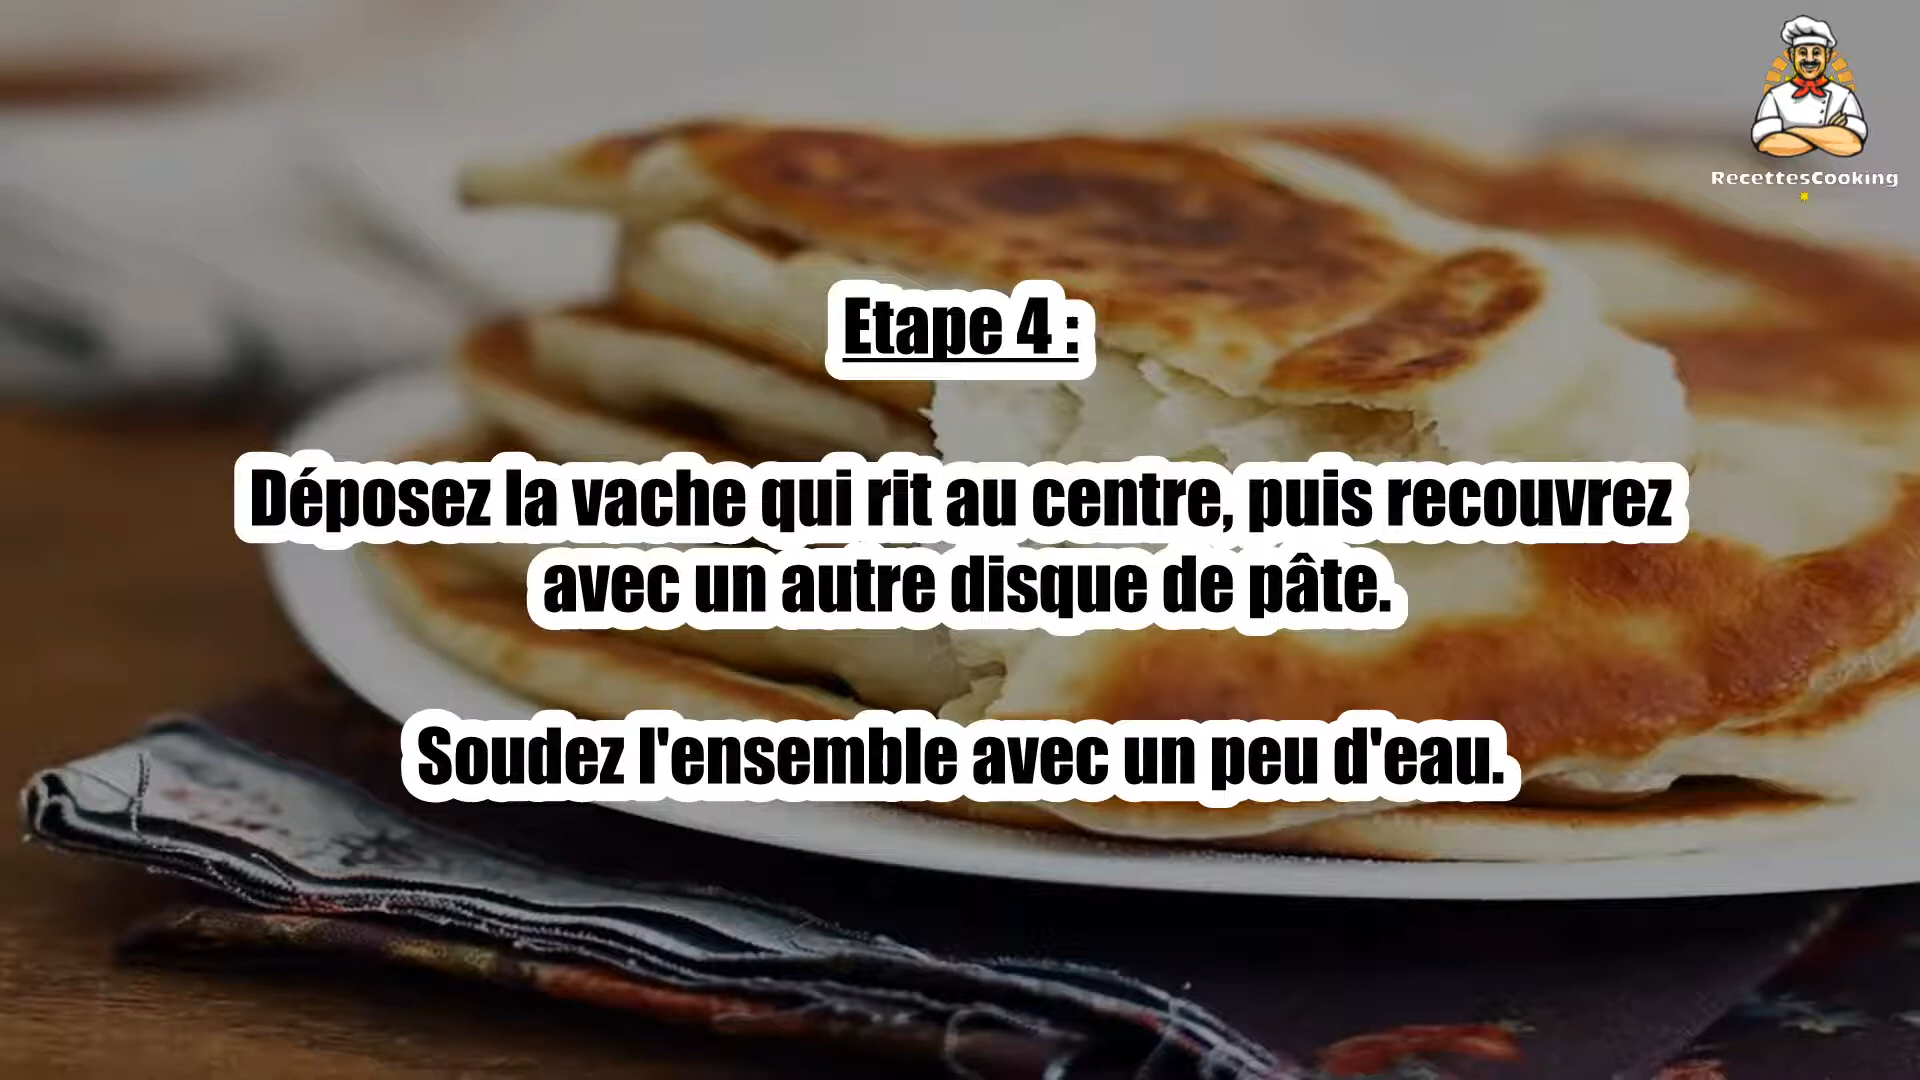 RecettesCooking
Etape 4 :
Déposez la vache qui rit au centre, puis recouvrez
avec un autre disque de pâte.
Soudez l'ensemble avec un peu d'eau.